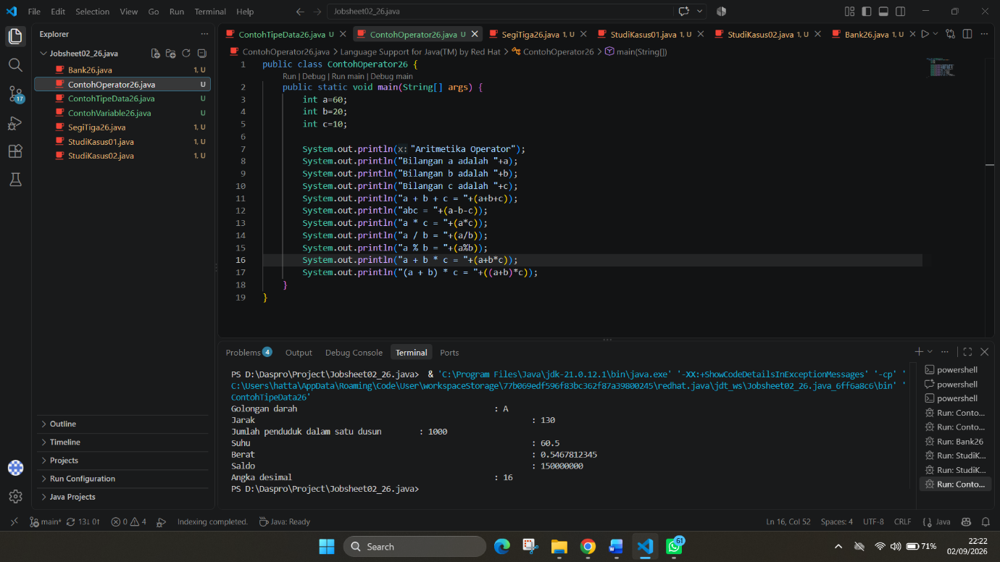 File Edit Selection View Go Run Terminal Help Jobsheet02_26.java
Explorer
Jobsheet02_26.java
Bank26.java 1, U
ContohOperator26.java U
ContohTipeData26.java U
ContohVariable26.java U
SegiTiga26.java 1, U
StudiKasus01.java 1, U
StudiKasus02.java 1, U
17
Outline
Timeline
Projects
Run Configuration
Java Projects
ContohTipeData26.java U ContohOperator26.java U SegiTiga26.java 1, U StudiKasus01.java 1, U StudiKasus02.java 1, U Bank26.java 1, U
ContohOperator26.java > Language Support for Java(TM) by Red Hat > ContohOperator26 > main(String[])
1 public class ContohOperator26 {
Run | Debug | Run main | Debug main
2 public static void main(String[] args) {
3 int a=60;
4 int b=20;
5 int c=10;
6
7 System.out.println(x: "Aritmetika Operator");
8 System.out.println("Bilangan a adalah "+a);
9 System.out.println("Bilangan b adalah "+b);
10 System.out.println("Bilangan c adalah "+c);
11 System.out.println("a + b + c = "+(a+b+c));
12 System.out.println("abc = "+(a-b-c));
13 System.out.println("a * c = "+(a*c));
14 System.out.println("a / b = "+(a/b));
15 System.out.println("a % b = "+(a%b));
16 System.out.println("a + b * c = "+(a+b*c));
17 System.out.println("(a + b) * c = "+((a+b)*c));
18 }
19 }
Problems 4 Output Debug Console Terminal Ports
PS D:\Daspro\Project\Jobsheet02_26.java> & 'C:\Program Files\Java\jdk-21.0.12.1\bin\java.exe' '-XX:+ShowCodeDetailsInExceptionMessages' '-cp' '
C:\Users\hatta\AppData\Roaming\Code\User\workspaceStorage\77b069edf596f83bc362f87a39800245\redhat.java\jdt_ws\Jobsheet02_26.java_6ff6a8c6\bin' '
ContohTipeData26'
Golongan darah : A
Jarak : 130
Jumlah penduduk dalam satu dusun : 1000
Suhu : 60.5
Berat : 0.5467812345
Saldo : 150000000
Angka desimal : 16
PS D:\Daspro\Project\Jobsheet02_26.java>
powershell
powershell
powershell
Run: Conto...
Run: Conto...
Run: Bank26
Run: StudiK...
Run: StudiK...
Run: Conto...
main* 13↓ 0↑ 0 4 Indexing completed. Java: Ready Ln 16, Col 52 Spaces: 4 UTF-8 CRLF {} Java
Search 61 71% 22:22
02/09/2026